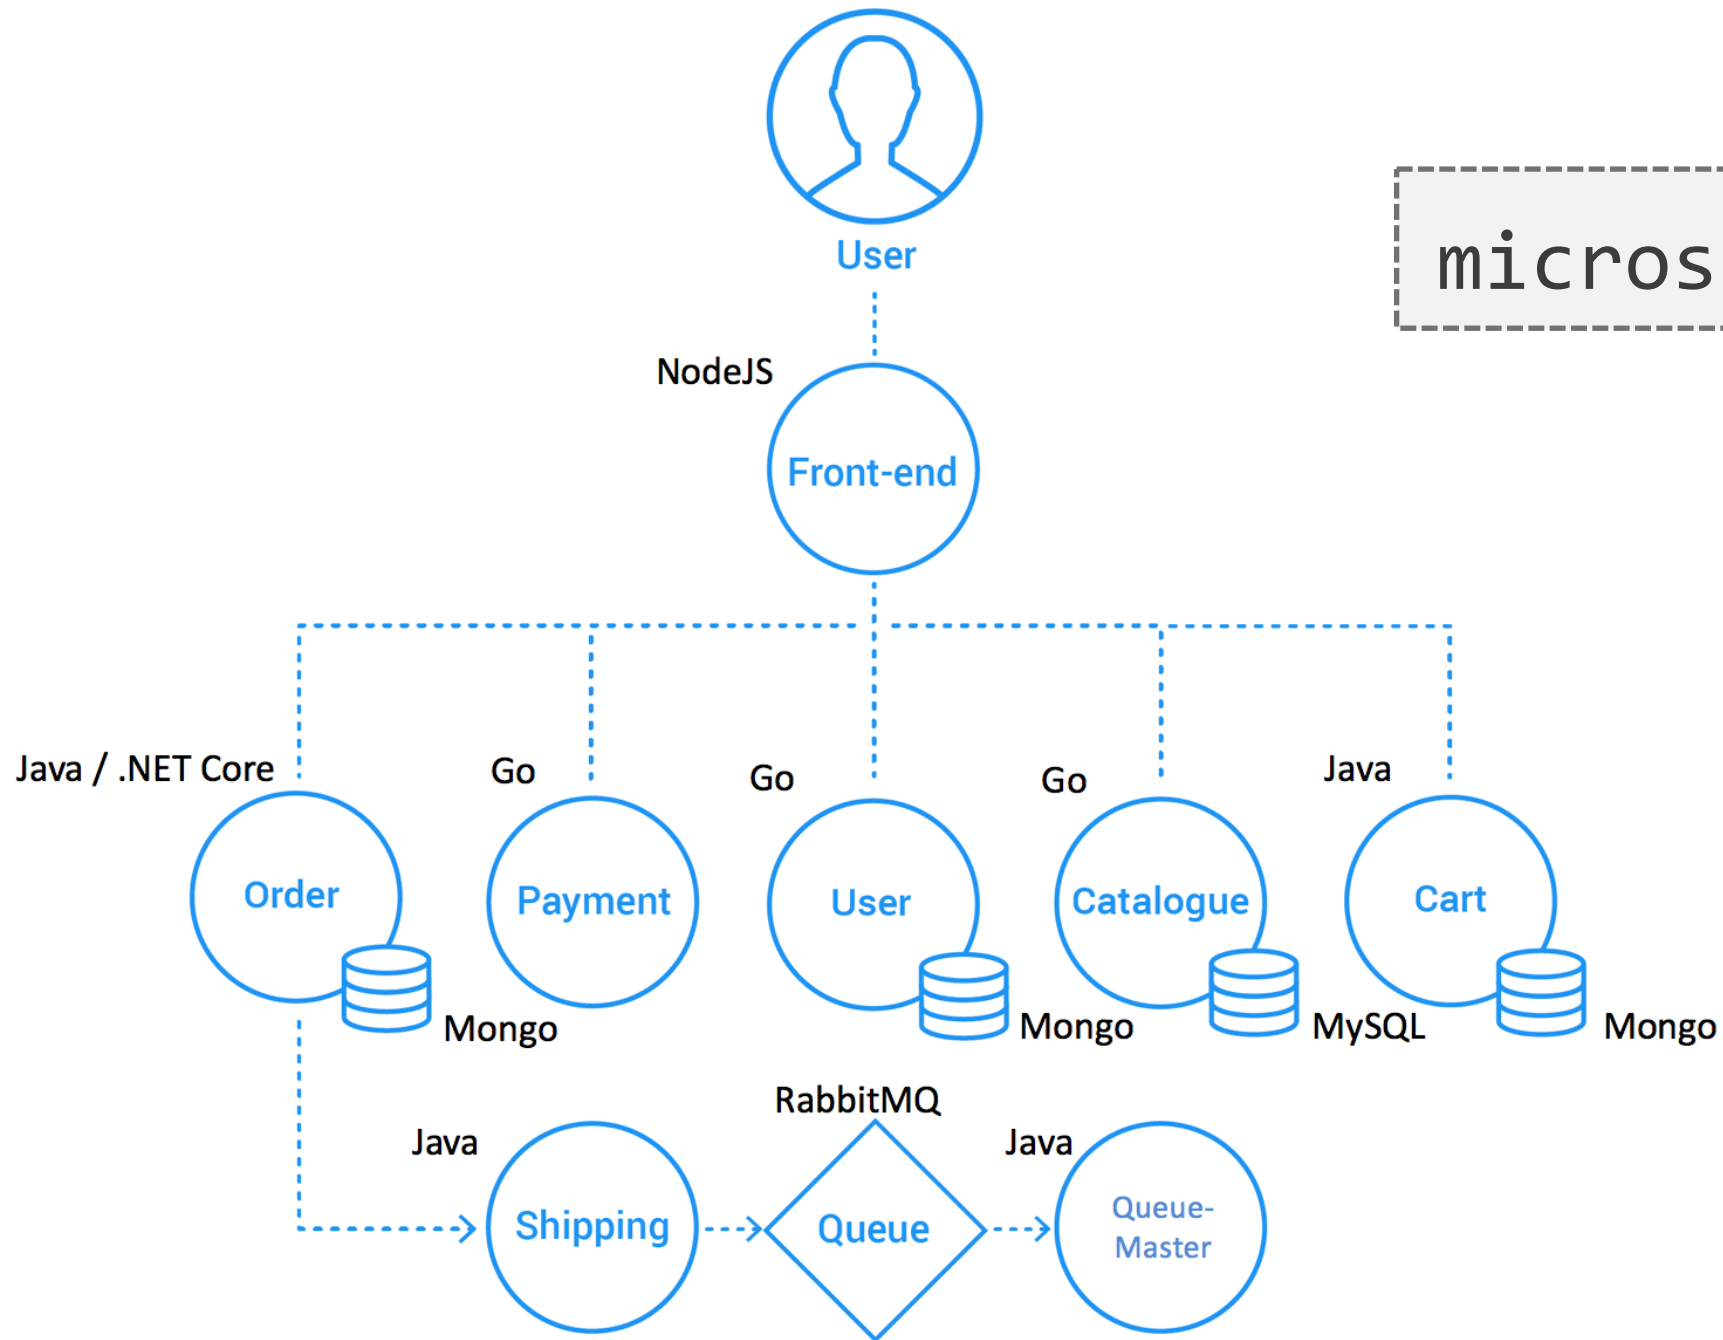 User
micros
NodeJS
Front-end
Java / .NET Core
Go
Go
Go
Java
Order
Payment
User
Catalogue
Cart
Mongo
Mongo
MySQL
Mongo
RabbitMQ
Java
Java
Shipping
Queue
Queue-
Master